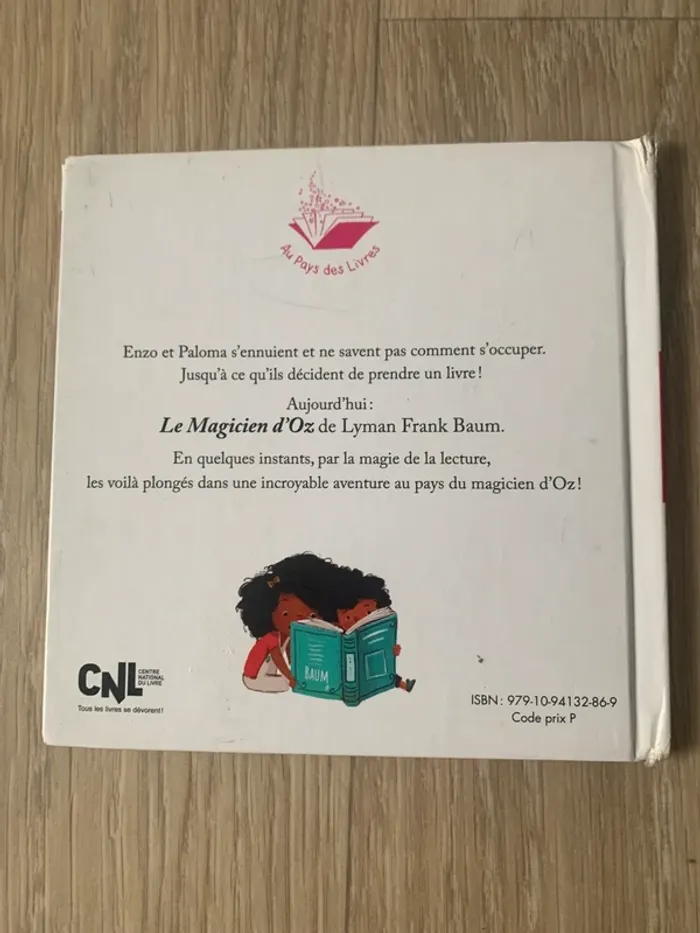 Au Pays des Livres
Enzo et Paloma s'ennuient et ne savent pas comment s'occuper.
Jusqu'à ce qu'ils décident de prendre un livre !
Aujourd'hui :
Le Magicien d'Oz de Lyman Frank Baum.
En quelques instants, par la magie de la lecture,
les voilà plongés dans une incroyable aventure au pays du magicien d'Oz !
BAUM
CNL
CENTRE
NATIONAL
DU LIVRE
Tous les livres se dévorent !
ISBN : 979-10-94132-86-9
Code prix P